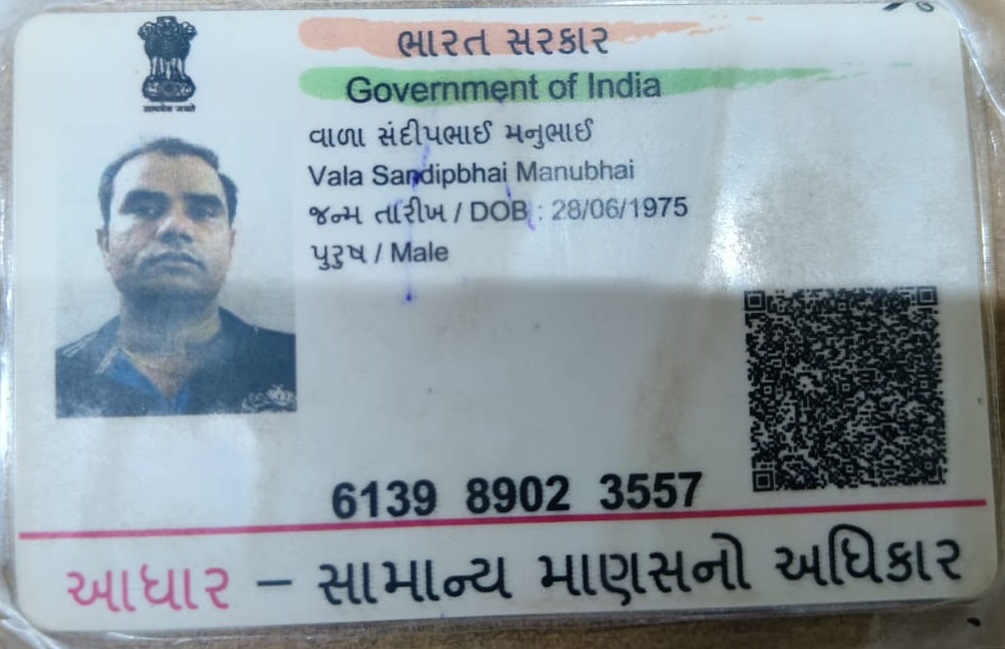 सत्यमेव जयते
ભારત સરકાર
Government of India
વાળા સંદીપભાઈ મનુભાઈ
Vala Sandipbhai Manubhai
જન્મ તારીખ / DOB : 28/06/1975
પુરુષ / Male
6139 8902 3557
આધાર – સામાન્ય માણસનો અધિકાર